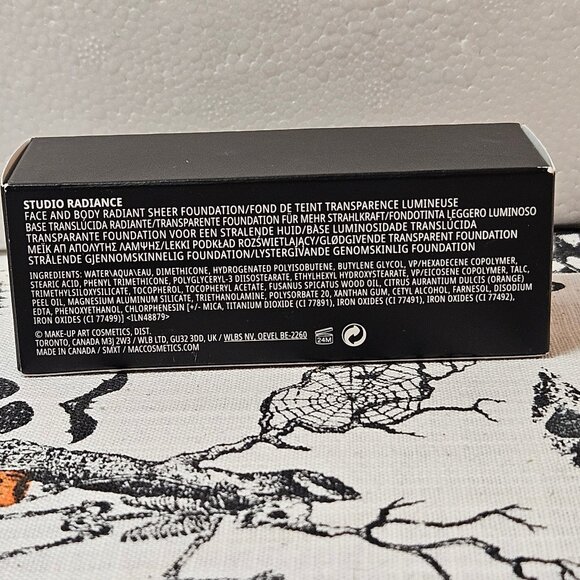 STUDIO RADIANCE
FACE AND BODY RADIANT SHEER FOUNDATION/FOND DE TEINT TRANSPARENCE LUMINEUSE
BASE TRANSLÚCIDA RADIANTE/TRANSPARENTE FOUNDATION FÜR MEHR STRAHLKRAFT/FONDOTINTA LEGGERO LUMINOSO
TRANSPARANTE FOUNDATION VOOR EEN STRALENDE HUID/BASE LUMINOSIDADE TRANSLÚCIDA
ΜΕΪΚ ΑΠ ΑΠΟΛΥΤΗΣ ΛΑΜΨΗΣ/LEKKI PODKŁAD ROZŚWIETLAJĄCY/GLØDGIVENDE TRANSPARENT FOUNDATION
STRÅLENDE GJENNOMSKINNELIG FOUNDATION/LYSTERGIVANDE GENOMSKINLIG FOUNDATION
INGREDIENTS: WATER\AQUA\EAU, DIMETHICONE, HYDROGENATED POLYISOBUTENE, BUTYLENE GLYCOL, VP/HEXADECENE COPOLYMER,
STEARIC ACID, PHENYL TRIMETHICONE, POLYGLYCERYL-3 DIISOSTEARATE, ETHYLHEXYL HYDROXYSTEARATE, VP/EICOSENE COPOLYMER, TALC,
TRIMETHYLSILOXYSILICATE, TOCOPHEROL, TOCOPHERYL ACETATE, FUSANUS SPICATUS WOOD OIL, CITRUS AURANTIUM DULCIS (ORANGE)
PEEL OIL, MAGNESIUM ALUMINUM SILICATE, TRIETHANOLAMINE, POLYSORBATE 20, XANTHAN GUM, CETYL ALCOHOL, FARNESOL, DISODIUM
EDTA, PHENOXYETHANOL, CHLORPHENESIN [+/- MICA, TITANIUM DIOXIDE (CI 77891), IRON OXIDES (CI 77491), IRON OXIDES (CI 77492),
IRON OXIDES (CI 77499)] <ILN48879>
© MAKE-UP ART COSMETICS, DIST.
TORONTO, CANADA M3J 2W3 / WLB LTD, GU32 3DD, UK / WLBS NV, OEVEL BE-2260
MADE IN CANADA / SMXT / MACCOSMETICS.COM
24M